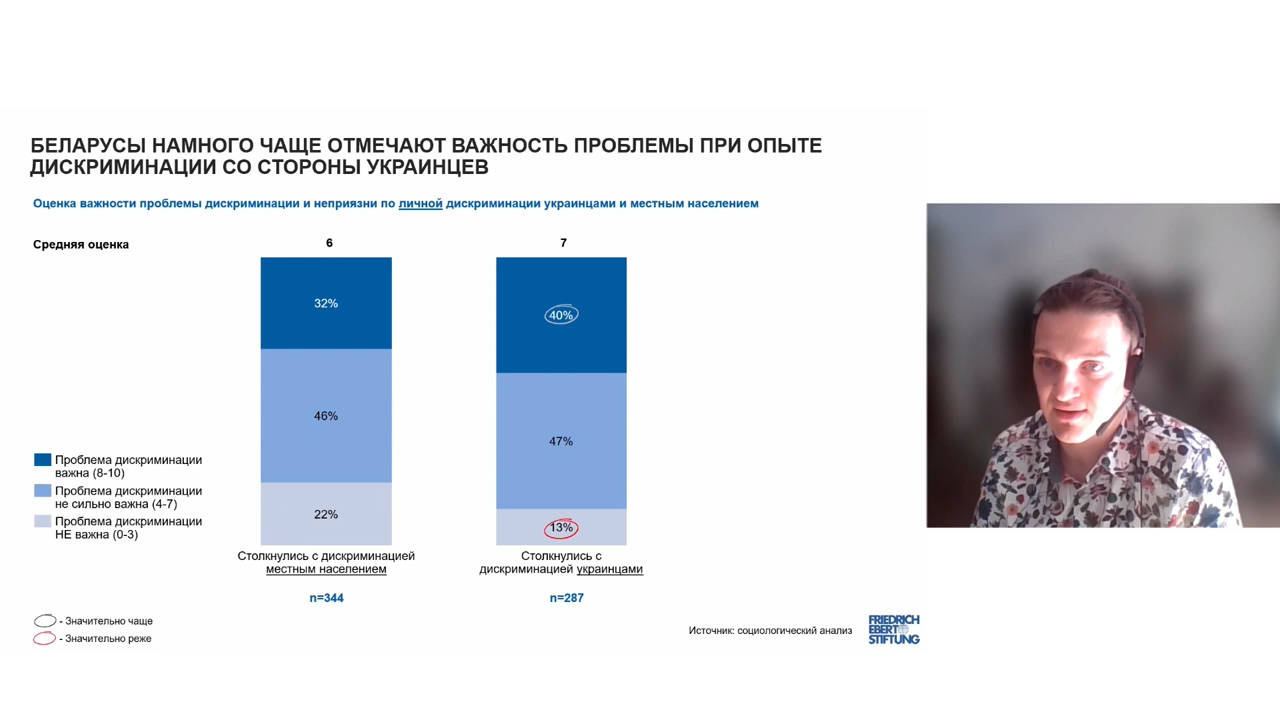 БЕЛАРУСЫ НАМНОГО ЧАЩЕ ОТМЕЧАЮТ ВАЖНОСТЬ ПРОБЛЕМЫ ПРИ ОПЫТЕ
ДИСКРИМИНАЦИИ СО СТОРОНЫ УКРАИНЦЕВ
Оценка важности проблемы дискриминации и неприязни по личной дискриминации украинцами и местным населением
Средняя оценка
6
7
32%
40%
46%
47%
22%
13%
Проблема дискриминации
важна (8-10)
Проблема дискриминации
не сильно важна (4-7)
Проблема дискриминации
НЕ важна (0-3)
Столкнулись с дискриминацией
местным населением
Столкнулись с
дискриминацией украинцами
n=344
n=287
- Значительно чаще
- Значительно реже
Источник: социологический анализ
FRIEDRICH
EBERT
STIFTUNG